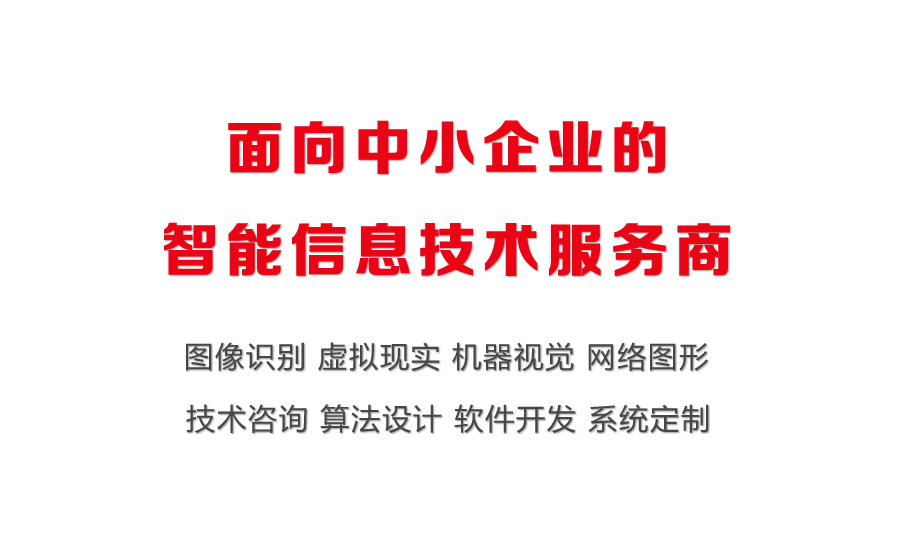 面向中小企业的
智能信息技术服务商
图像识别 虚拟现实 机器视觉 网络图形
技术咨询 算法设计 软件开发 系统定制